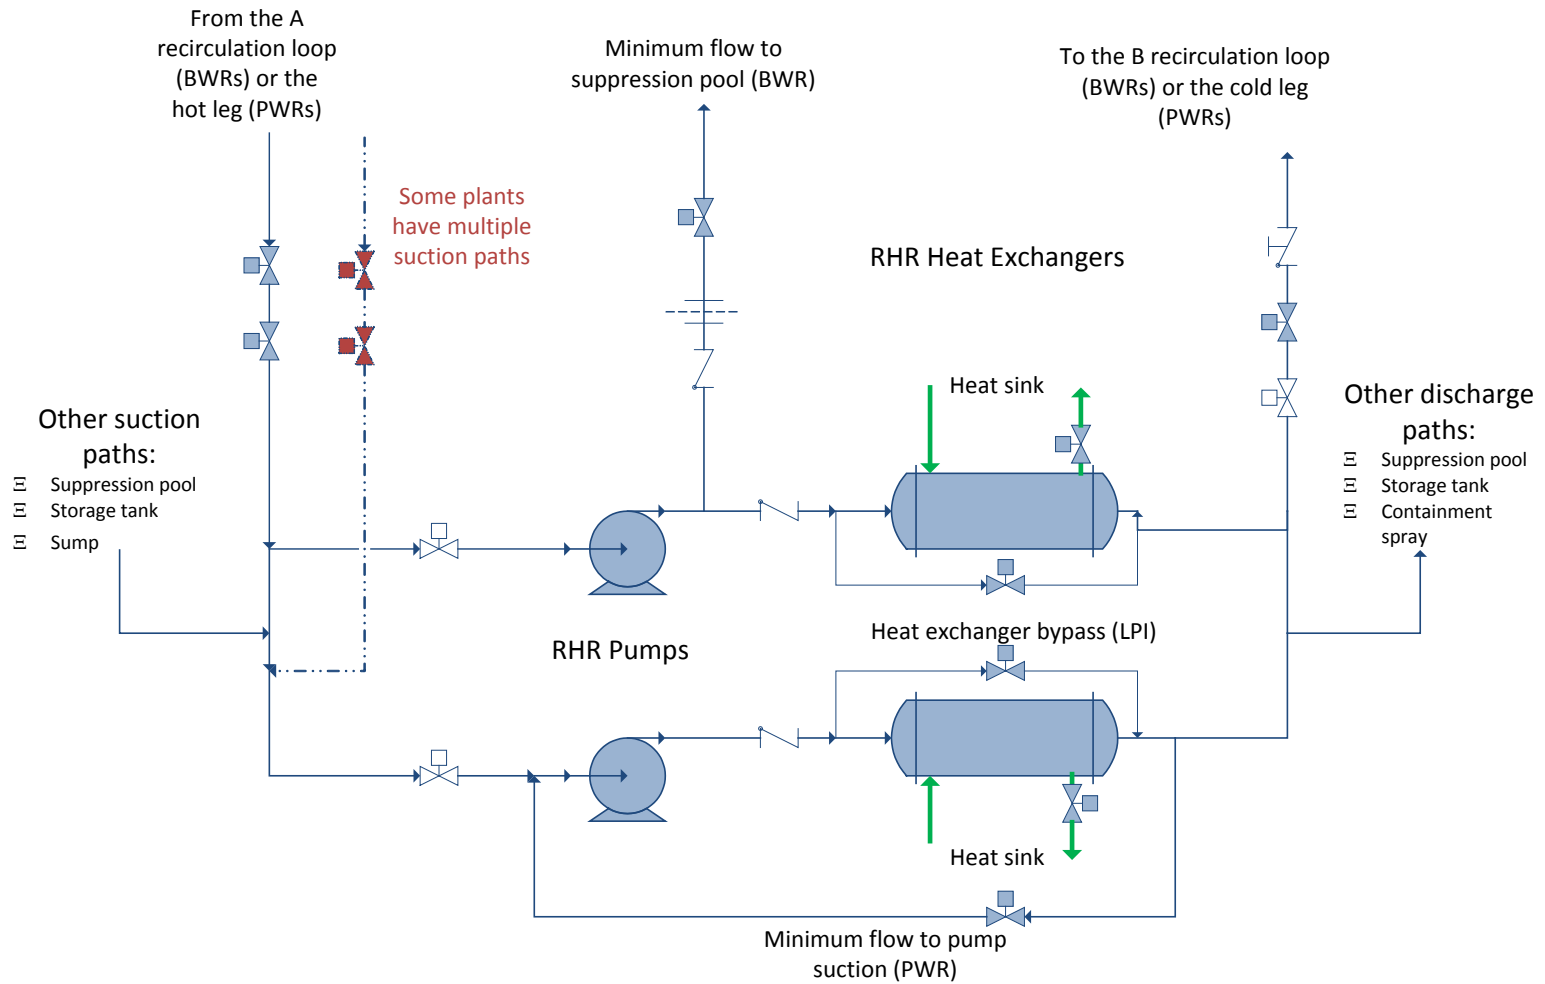 From the A
recirculation loop
(BWRs) or the
hot leg (PWRs)
Minimum flow to
suppression pool (BWR)
To the B recirculation loop
(BWRs) or the cold leg
(PWRs)
Some plants
have multiple
suction paths
RHR Heat Exchangers
Heat sink
Other suction
paths:
Ξ Suppression pool
Ξ Storage tank
Ξ Sump
Other discharge
paths:
Ξ Suppression pool
Ξ Storage tank
Ξ Containment
spray
RHR Pumps
Heat exchanger bypass (LPI)
Heat sink
Minimum flow to pump
suction (PWR)